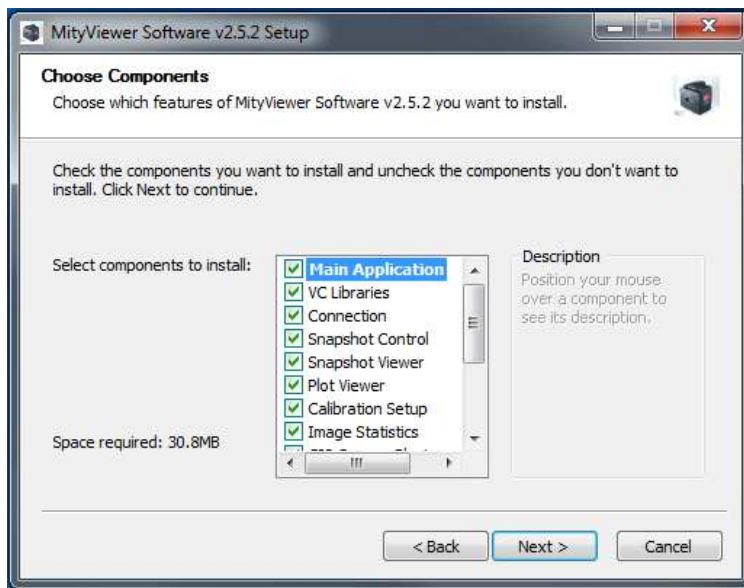 MityViewer Software v2.5.2 Setup
Choose Components
Choose which features of MityViewer Software v2.5.2 you want to install.
Check the components you want to install and uncheck the components you don't want to
install. Click Next to continue.
Select components to install:
Main Application
VC Libraries
Connection
Snapshot Control
Snapshot Viewer
Plot Viewer
Calibration Setup
Image Statistics
Description
Position your mouse
over a component to
see its description.
Space required: 30.8MB
< Back
Next >
Cancel